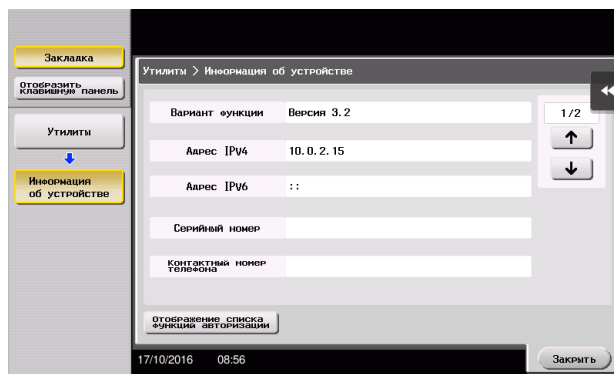 Закладка
Отобразить
клавишную панель
Утилиты
Информация
об устройстве
Утилиты > Информация об устройстве
Вариант функции Версия 3.2
1/2
Адрес IPv4 10.0.2.15
Адрес IPv6 ::
Серийный номер
Контактный номер
телефона
Отображение списка
функций авторизации
17/10/2016 08:56
Закрыть